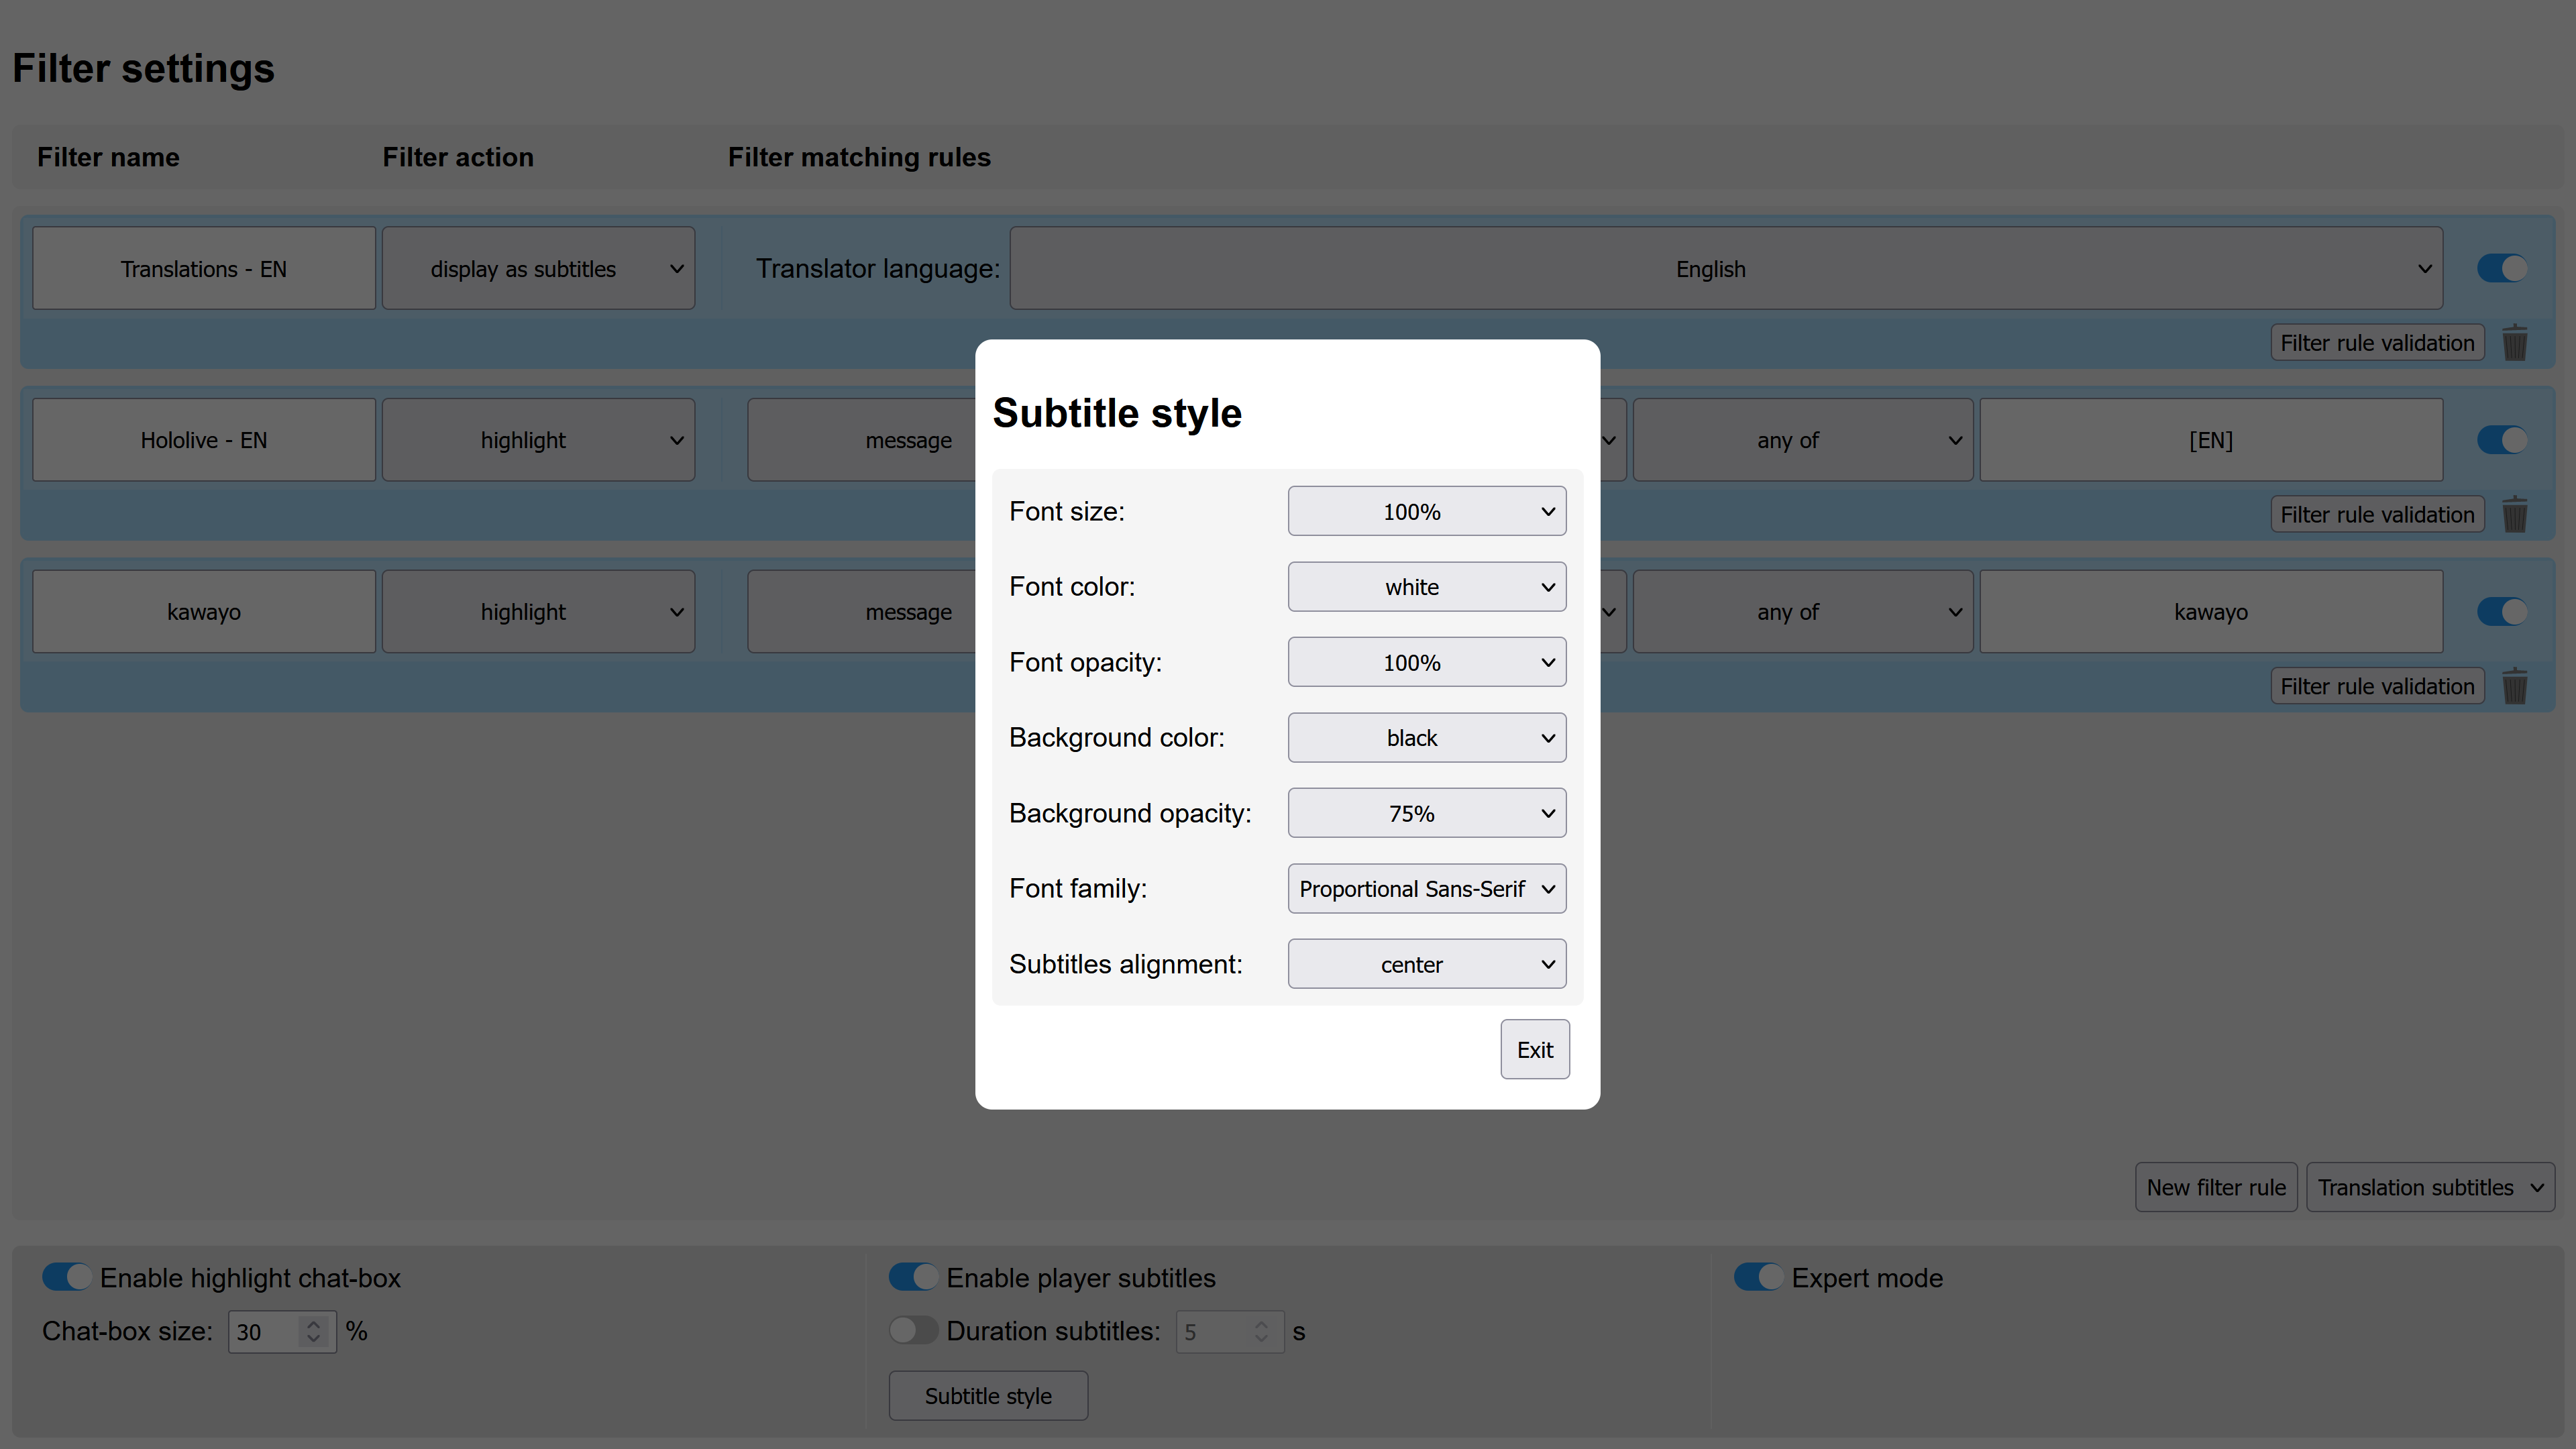 Filter settings
Filter name Filter action Filter matching rules
Translations - EN display as subtitles Translator language: English
Filter rule validation
Hololive - EN highlight message any of [EN]
Filter rule validation
kawayo highlight message any of kawayo
Filter rule validation
Subtitle style
Font size: 100%
Font color: white
Font opacity: 100%
Background color: black
Background opacity: 75%
Font family: Proportional Sans-Serif
Subtitles alignment: center
Exit
New filter rule Translation subtitles
Enable highlight chat-box Enable player subtitles Expert mode
Chat-box size: 30 % Duration subtitles: 5 s
Subtitle style